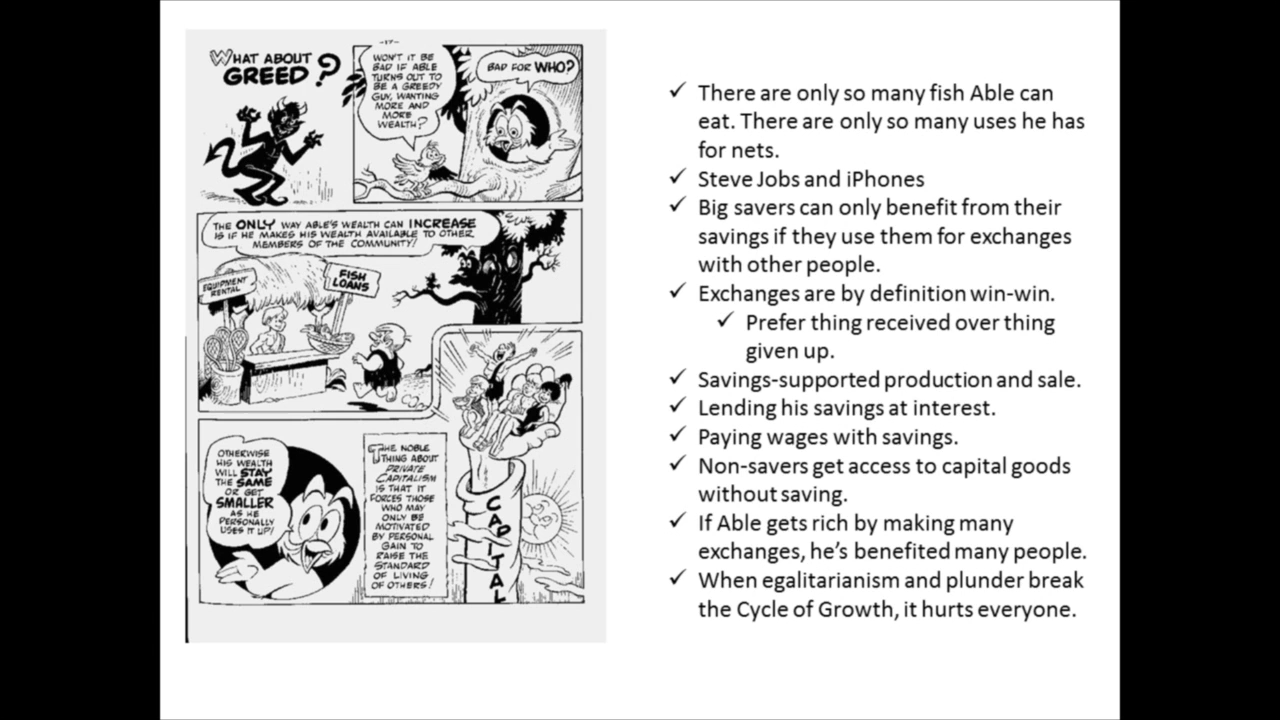 WHAT ABOUT
GREED?
-17-
WON'T IT BE
BAD IF ABLE
TURNS OUT TO
BE A GREEDY
GUY, WANTING
MORE AND
MORE
WEALTH?
BAD FOR WHO?
THE ONLY WAY ABLE'S WEALTH CAN INCREASE
IS IF HE MAKES HIS WEALTH AVAILABLE TO OTHER
MEMBERS OF THE COMMUNITY!
EQUIPMENT
RENTAL
FISH
LOANS
OTHERWISE
HIS WEALTH
WILL STAY
THE SAME
OR GET
SMALLER
AS HE
PERSONALLY
USES IT UP!
THE NOBLE
THING ABOUT
PRIVATE
CAPITALISM
IS THAT IT
FORCES THOSE
WHO MAY
ONLY BE
MOTIVATED
BY PERSONAL
GAIN TO
RAISE THE
STANDARD
OF LIVING
OF OTHERS!
CAPITAL
✓ There are only so many fish Able can
eat. There are only so many uses he has
for nets.
✓ Steve Jobs and iPhones
✓ Big savers can only benefit from their
savings if they use them for exchanges
with other people.
✓ Exchanges are by definition win-win.
✓ Prefer thing received over thing
given up.
✓ Savings-supported production and sale.
✓ Lending his savings at interest.
✓ Paying wages with savings.
✓ Non-savers get access to capital goods
without saving.
✓ If Able gets rich by making many
exchanges, he's benefited many people.
✓ When egalitarianism and plunder break
the Cycle of Growth, it hurts everyone.